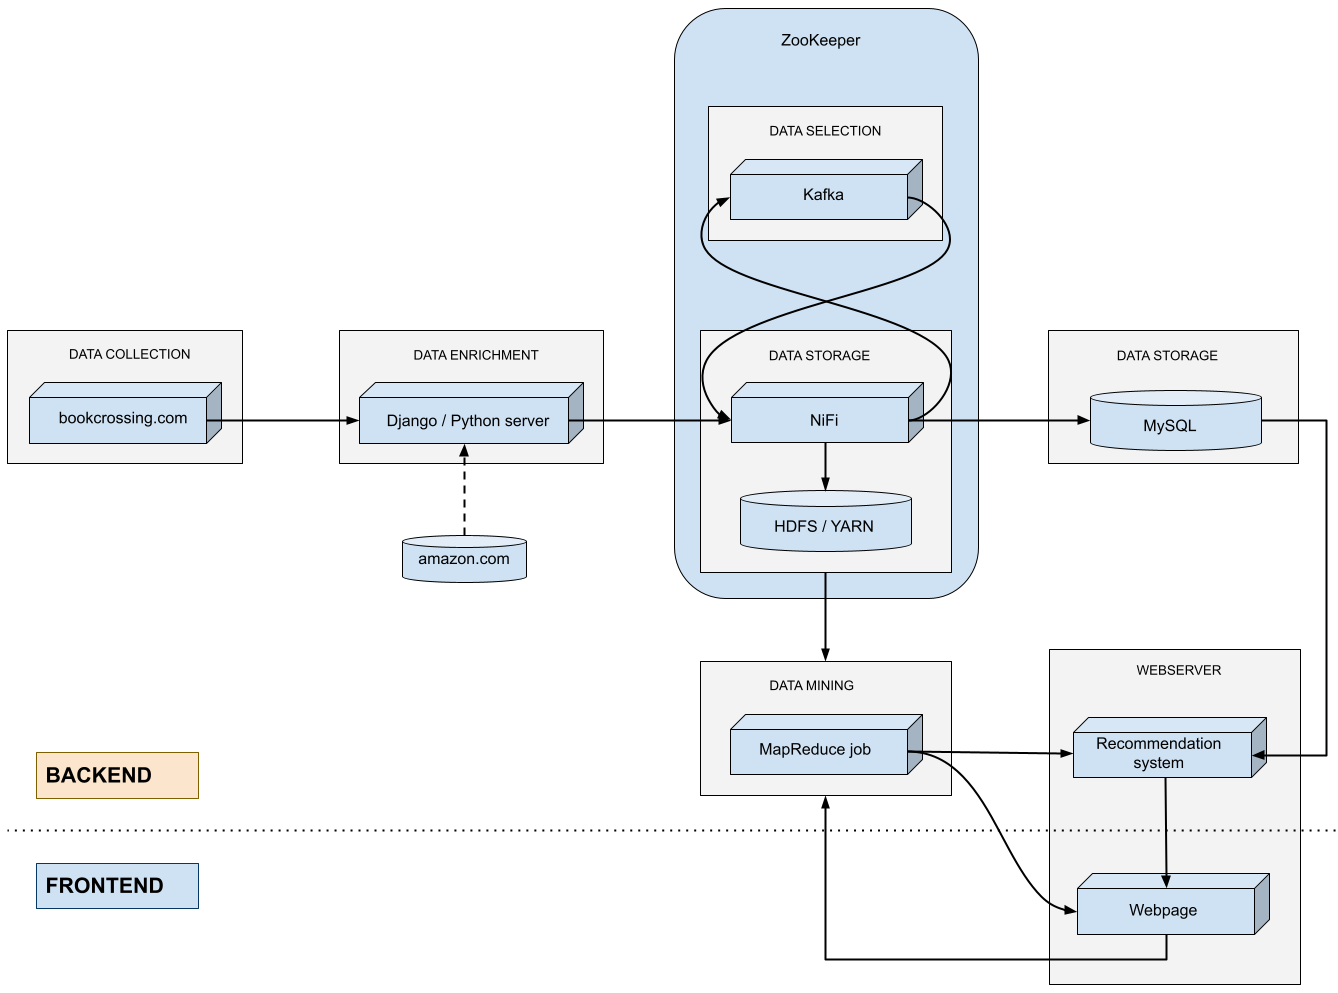 ZooKeeper
DATA SELECTION
Kafka
DATA COLLECTION
bookcrossing.com
DATA ENRICHMENT
Django / Python server
amazon.com
DATA STORAGE
NiFi
HDFS / YARN
DATA STORAGE
MySQL
DATA MINING
MapReduce job
WEBSERVER
Recommendation
system
Webpage
BACKEND
FRONTEND